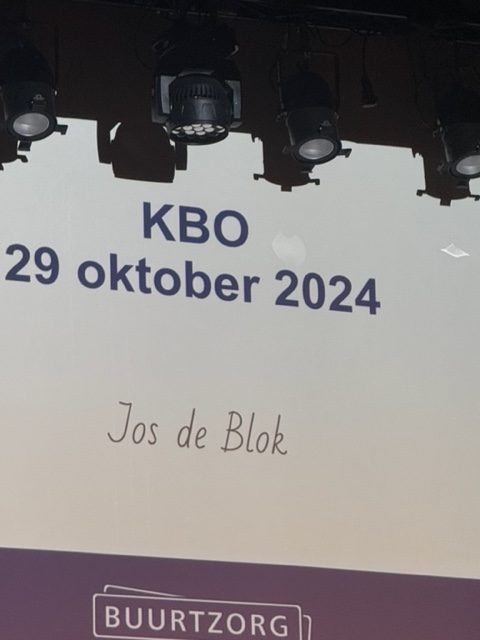 KBO
29 oktober 2024
Jos de Blok
BUURTZORG